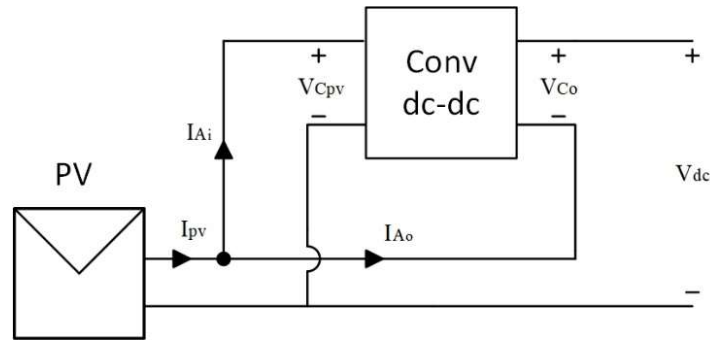 +
+
+
Conv
dc-dc
VCpv
VCo
−
−
IAi
PV
Vdc
Ipv
IAo
−